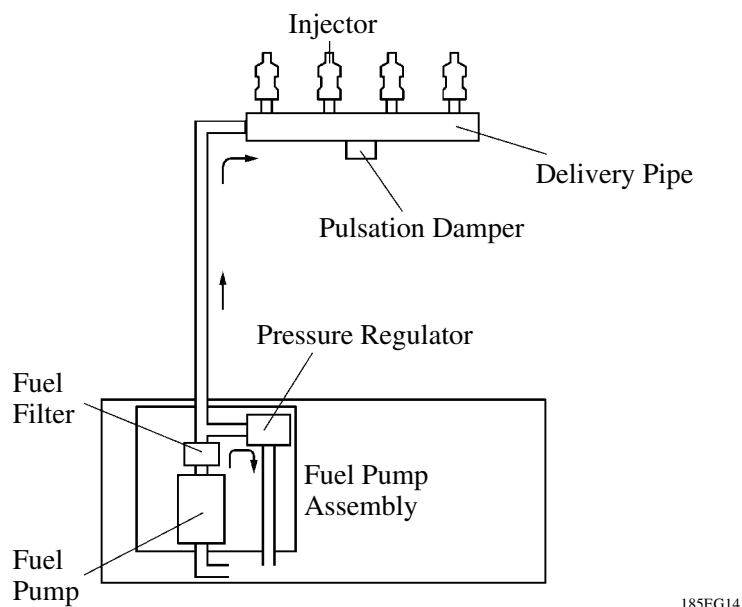 Injector
Delivery Pipe
Pulsation Damper
Pressure Regulator
Fuel
Filter
Fuel Pump
Assembly
Fuel
Pump
185EG14